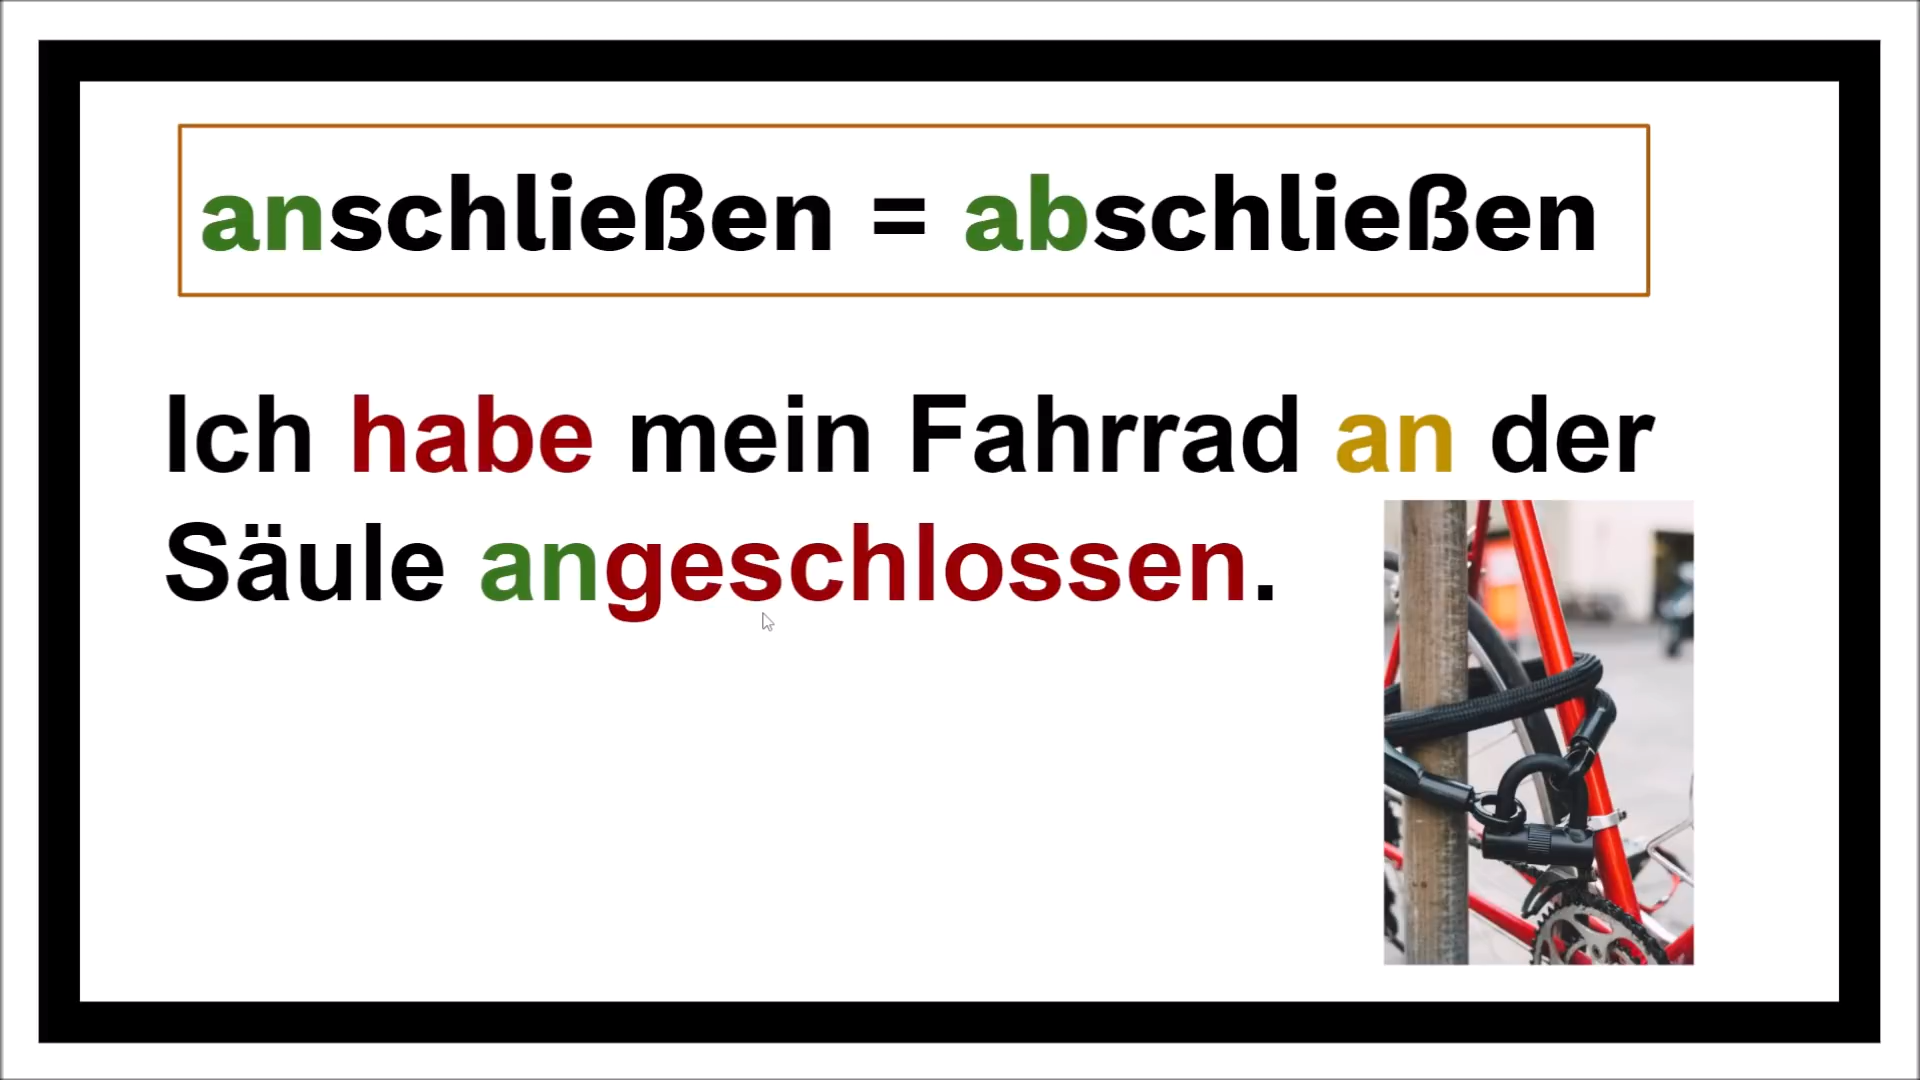 anschließen = abschließen
Ich habe mein Fahrrad an der
Säule angeschlossen.